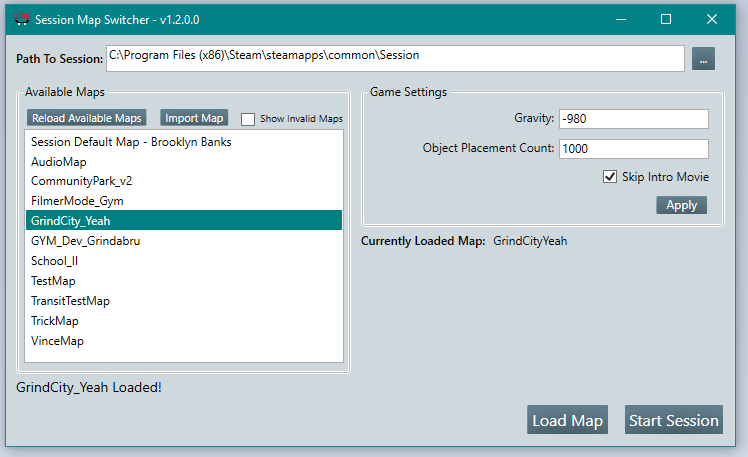 Session Map Switcher - v1.2.0.0
Path To Session: C:\Program Files (x86)\Steam\steamapps\common\Session ...
Available Maps
Reload Available Maps Import Map Show Invalid Maps
Session Default Map - Brooklyn Banks
AudioMap
CommunityPark_v2
FilmerMode_Gym
GrindCity_Yeah
GYM_Dev_Grindabru
School_II
TestMap
TransitTestMap
TrickMap
VinceMap
Game Settings
Gravity: -980
Object Placement Count: 1000
Skip Intro Movie
Apply
Currently Loaded Map: GrindCityYeah
GrindCity_Yeah Loaded!
Load Map Start Session